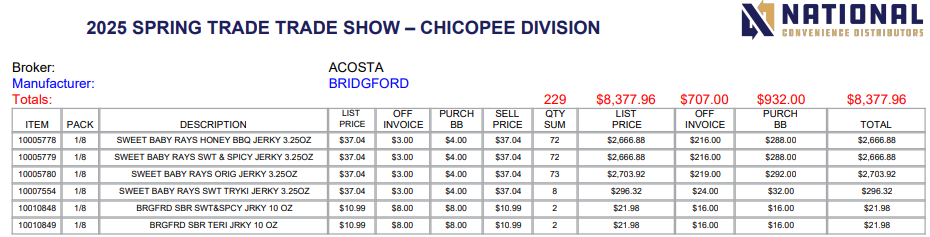 2025 SPRING TRADE TRADE SHOW – CHICOPEE DIVISION
NATIONAL
CONVENIENCE DISTRIBUTORS
Broker: ACOSTA
Manufacturer: BRIDGFORD
Totals: 229 $8,377.96 $707.00 $932.00 $8,377.96
ITEM PACK DESCRIPTION LIST PRICE OFF INVOICE PURCH BB SELL PRICE QTY SUM LIST PRICE OFF INVOICE PURCH BB TOTAL
10005778 1/8 SWEET BABY RAYS HONEY BBQ JERKY 3.25OZ $37.04 $3.00 $4.00 $37.04 72 $2,666.88 $216.00 $288.00 $2,666.88
10005779 1/8 SWEET BABY RAYS SWT & SPICY JERKY 3.25OZ $37.04 $3.00 $4.00 $37.04 72 $2,666.88 $216.00 $288.00 $2,666.88
10005780 1/8 SWEET BABY RAYS ORIG JERKY 3.25OZ $37.04 $3.00 $4.00 $37.04 73 $2,703.92 $219.00 $292.00 $2,703.92
10007554 1/8 SWEET BABY RAYS SWT TRYKI JERKY 3.25OZ $37.04 $3.00 $4.00 $37.04 8 $296.32 $24.00 $32.00 $296.32
10010848 1/8 BRGFRD SBR SWT&SPCY JRKY 10 OZ $10.99 $8.00 $8.00 $10.99 2 $21.98 $16.00 $16.00 $21.98
10010849 1/8 BRGFRD SBR TERI JRKY 10 OZ $10.99 $8.00 $8.00 $10.99 2 $21.98 $16.00 $16.00 $21.98